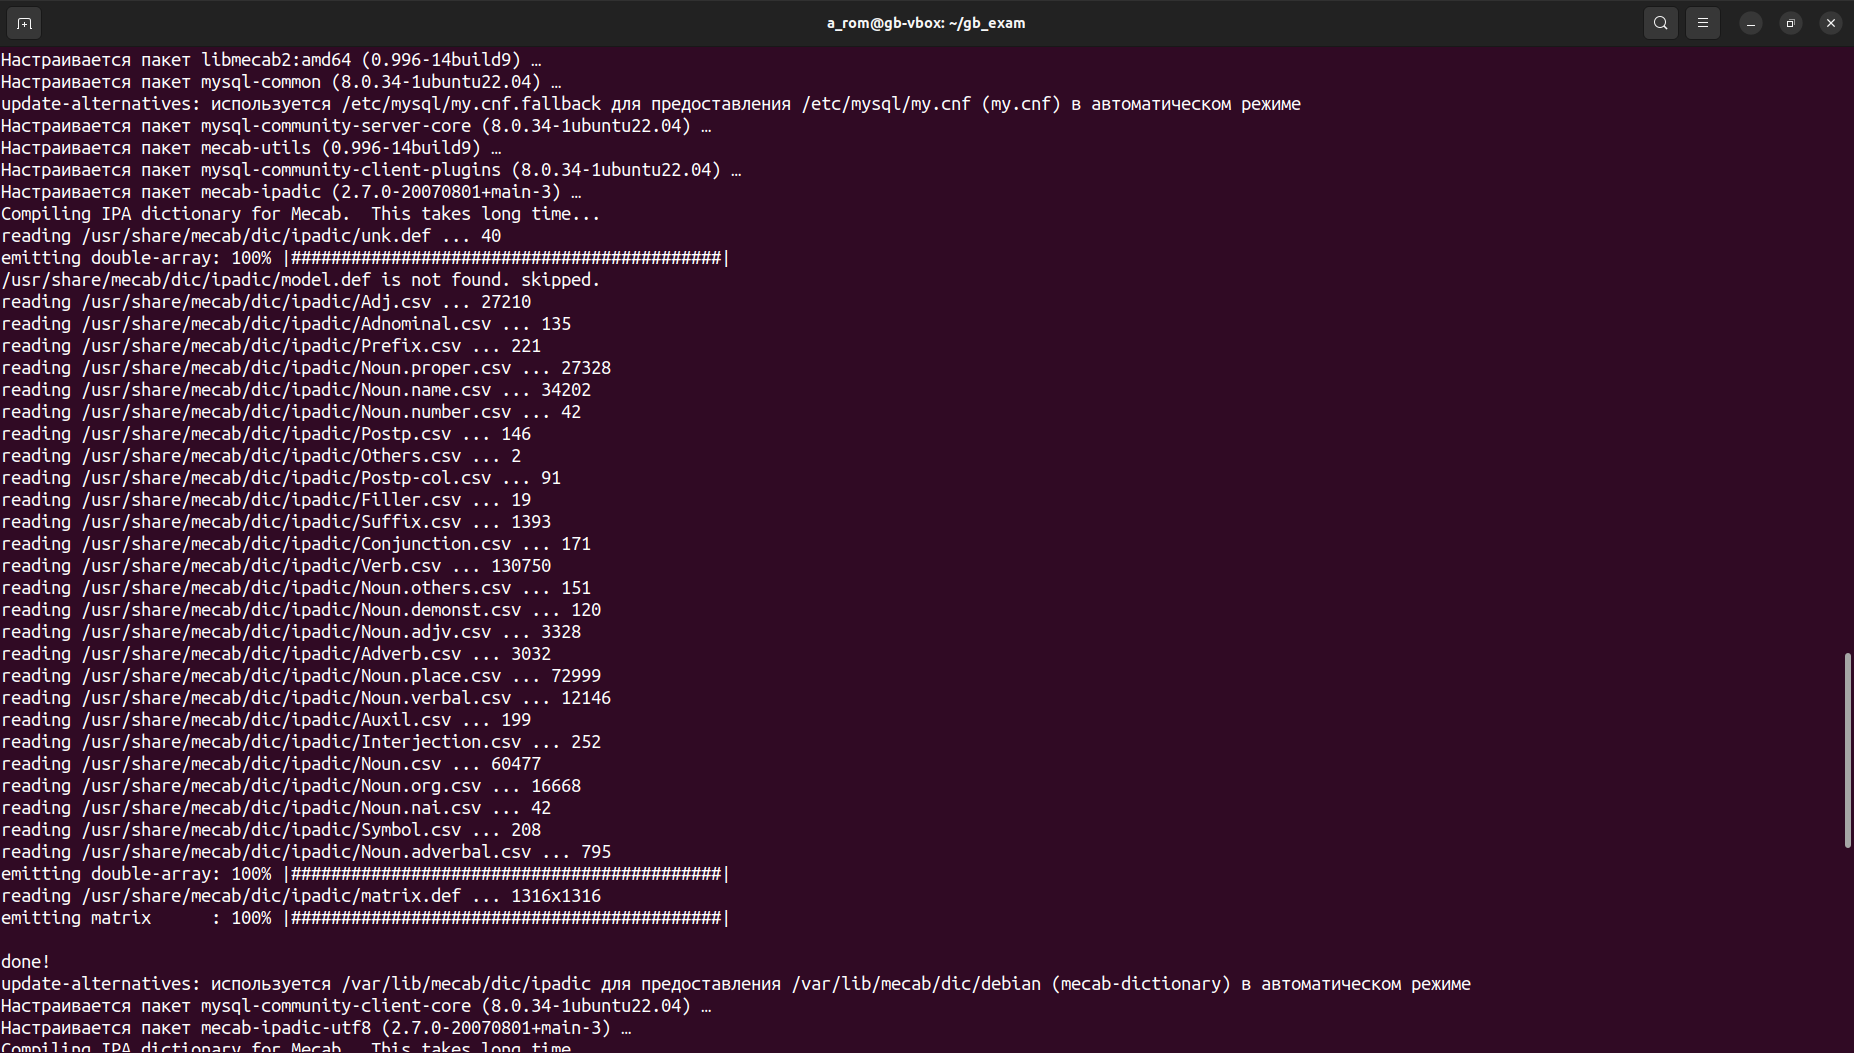 a_rom@gb-vbox: ~/gb_exam
Настраивается пакет libmecab2:amd64 (0.996-14build9) …
Настраивается пакет mysql-common (8.0.34-1ubuntu22.04) …
update-alternatives: используется /etc/mysql/my.cnf.fallback для предоставления /etc/mysql/my.cnf (my.cnf) в автоматическом режиме
Настраивается пакет mysql-community-server-core (8.0.34-1ubuntu22.04) …
Настраивается пакет mecab-utils (0.996-14build9) …
Настраивается пакет mysql-community-client-plugins (8.0.34-1ubuntu22.04) …
Настраивается пакет mecab-ipadic (2.7.0-20070801+main-3) …
Compiling IPA dictionary for Mecab.  This takes long time...
reading /usr/share/mecab/dic/ipadic/unk.def ... 40
emitting double-array: 100% |###########################################|
/usr/share/mecab/dic/ipadic/model.def is not found. skipped.
reading /usr/share/mecab/dic/ipadic/Adj.csv ... 27210
reading /usr/share/mecab/dic/ipadic/Adnominal.csv ... 135
reading /usr/share/mecab/dic/ipadic/Prefix.csv ... 221
reading /usr/share/mecab/dic/ipadic/Noun.proper.csv ... 27328
reading /usr/share/mecab/dic/ipadic/Noun.name.csv ... 34202
reading /usr/share/mecab/dic/ipadic/Noun.number.csv ... 42
reading /usr/share/mecab/dic/ipadic/Postp.csv ... 146
reading /usr/share/mecab/dic/ipadic/Others.csv ... 2
reading /usr/share/mecab/dic/ipadic/Postp-col.csv ... 91
reading /usr/share/mecab/dic/ipadic/Filler.csv ... 19
reading /usr/share/mecab/dic/ipadic/Suffix.csv ... 1393
reading /usr/share/mecab/dic/ipadic/Conjunction.csv ... 171
reading /usr/share/mecab/dic/ipadic/Verb.csv ... 130750
reading /usr/share/mecab/dic/ipadic/Noun.others.csv ... 151
reading /usr/share/mecab/dic/ipadic/Noun.demonst.csv ... 120
reading /usr/share/mecab/dic/ipadic/Noun.adjv.csv ... 3328
reading /usr/share/mecab/dic/ipadic/Adverb.csv ... 3032
reading /usr/share/mecab/dic/ipadic/Noun.place.csv ... 72999
reading /usr/share/mecab/dic/ipadic/Noun.verbal.csv ... 12146
reading /usr/share/mecab/dic/ipadic/Auxil.csv ... 199
reading /usr/share/mecab/dic/ipadic/Interjection.csv ... 252
reading /usr/share/mecab/dic/ipadic/Noun.csv ... 60477
reading /usr/share/mecab/dic/ipadic/Noun.org.csv ... 16668
reading /usr/share/mecab/dic/ipadic/Noun.nai.csv ... 42
reading /usr/share/mecab/dic/ipadic/Symbol.csv ... 208
reading /usr/share/mecab/dic/ipadic/Noun.adverbal.csv ... 795
emitting double-array: 100% |###########################################|
reading /usr/share/mecab/dic/ipadic/matrix.def ... 1316x1316
emitting matrix      : 100% |###########################################|
done!
update-alternatives: используется /var/lib/mecab/dic/ipadic для предоставления /var/lib/mecab/dic/debian (mecab-dictionary) в автоматическом режиме
Настраивается пакет mysql-community-client-core (8.0.34-1ubuntu22.04) …
Настраивается пакет mecab-ipadic-utf8 (2.7.0-20070801+main-3) …
Compiling IPA dictionary for Mecab.  This takes long time...